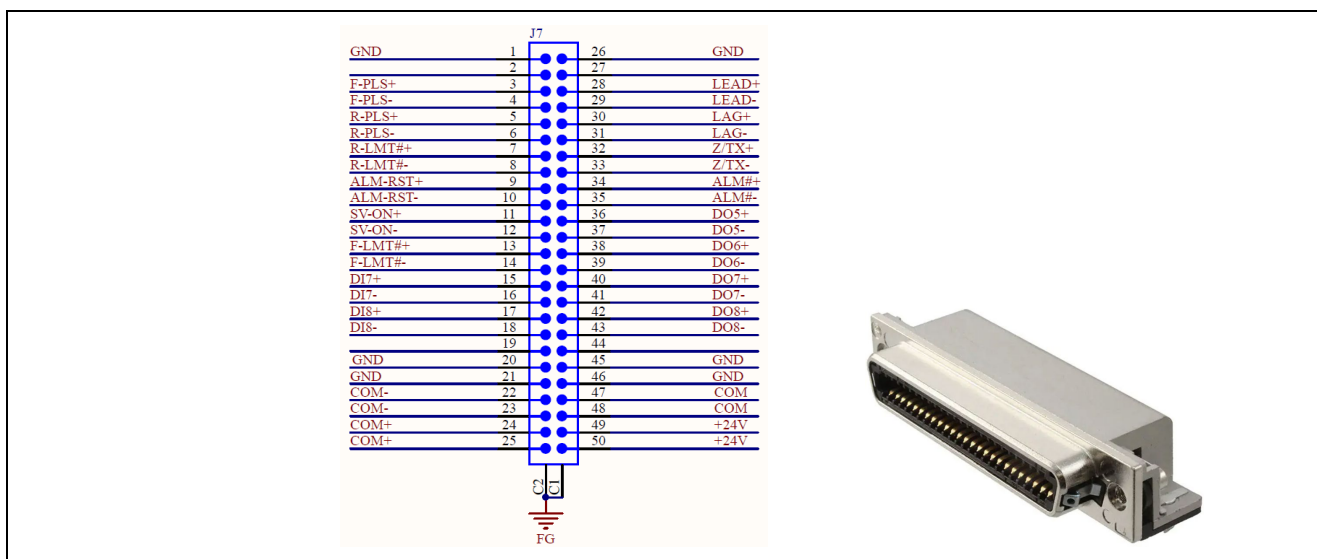 J7
GND 1 26 GND
2 27
F-PLS+ 3 28 LEAD+
F-PLS- 4 29 LEAD-
R-PLS+ 5 30 LAG+
R-PLS- 6 31 LAG-
R-LMT#+ 7 32 Z/TX+
R-LMT#- 8 33 Z/TX-
ALM-RST+ 9 34 ALM#+
ALM-RST- 10 35 ALM#-
SV-ON+ 11 36 DO5+
SV-ON- 12 37 DO5-
F-LMT#+ 13 38 DO6+
F-LMT#- 14 39 DO6-
DI7+ 15 40 DO7+
DI7- 16 41 DO7-
DI8+ 17 42 DO8+
DI8- 18 43 DO8-
19 44
GND 20 45 GND
GND 21 46 GND
COM- 22 47 COM
COM- 23 48 COM
COM+ 24 49 +24V
COM+ 25 50 +24V
C2 C1
FG